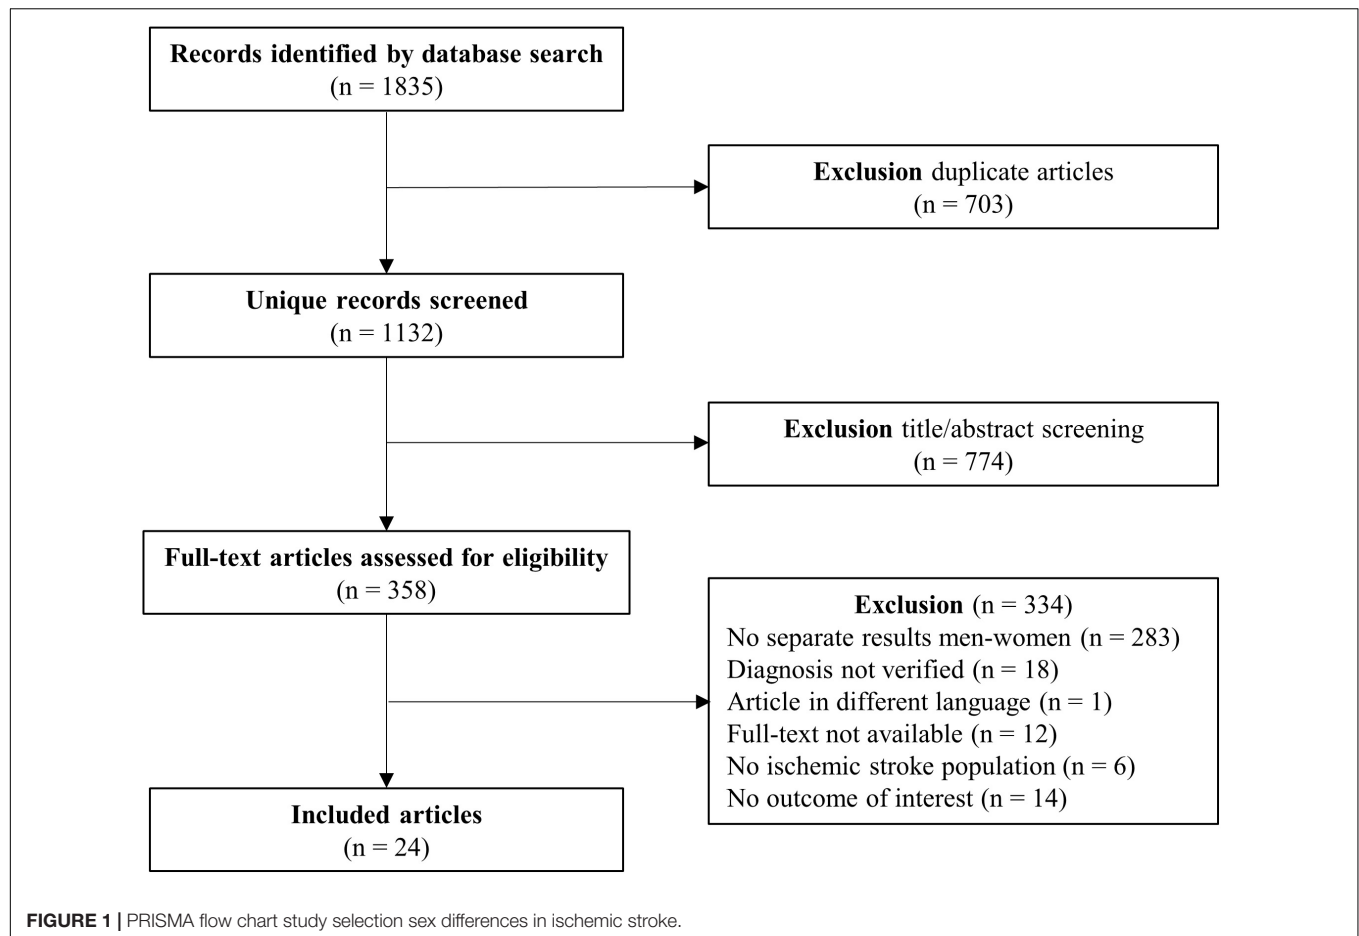 Records identified by database search
(n = 1835)
Exclusion duplicate articles
(n = 703)
Unique records screened
(n = 1132)
Exclusion title/abstract screening
(n = 774)
Full-text articles assessed for eligibility
(n = 358)
Exclusion (n = 334)
No separate results men-women (n = 283)
Diagnosis not verified (n = 18)
Article in different language (n = 1)
Full-text not available (n = 12)
No ischemic stroke population (n = 6)
No outcome of interest (n = 14)
Included articles
(n = 24)
FIGURE 1 | PRISMA flow chart study selection sex differences in ischemic stroke.